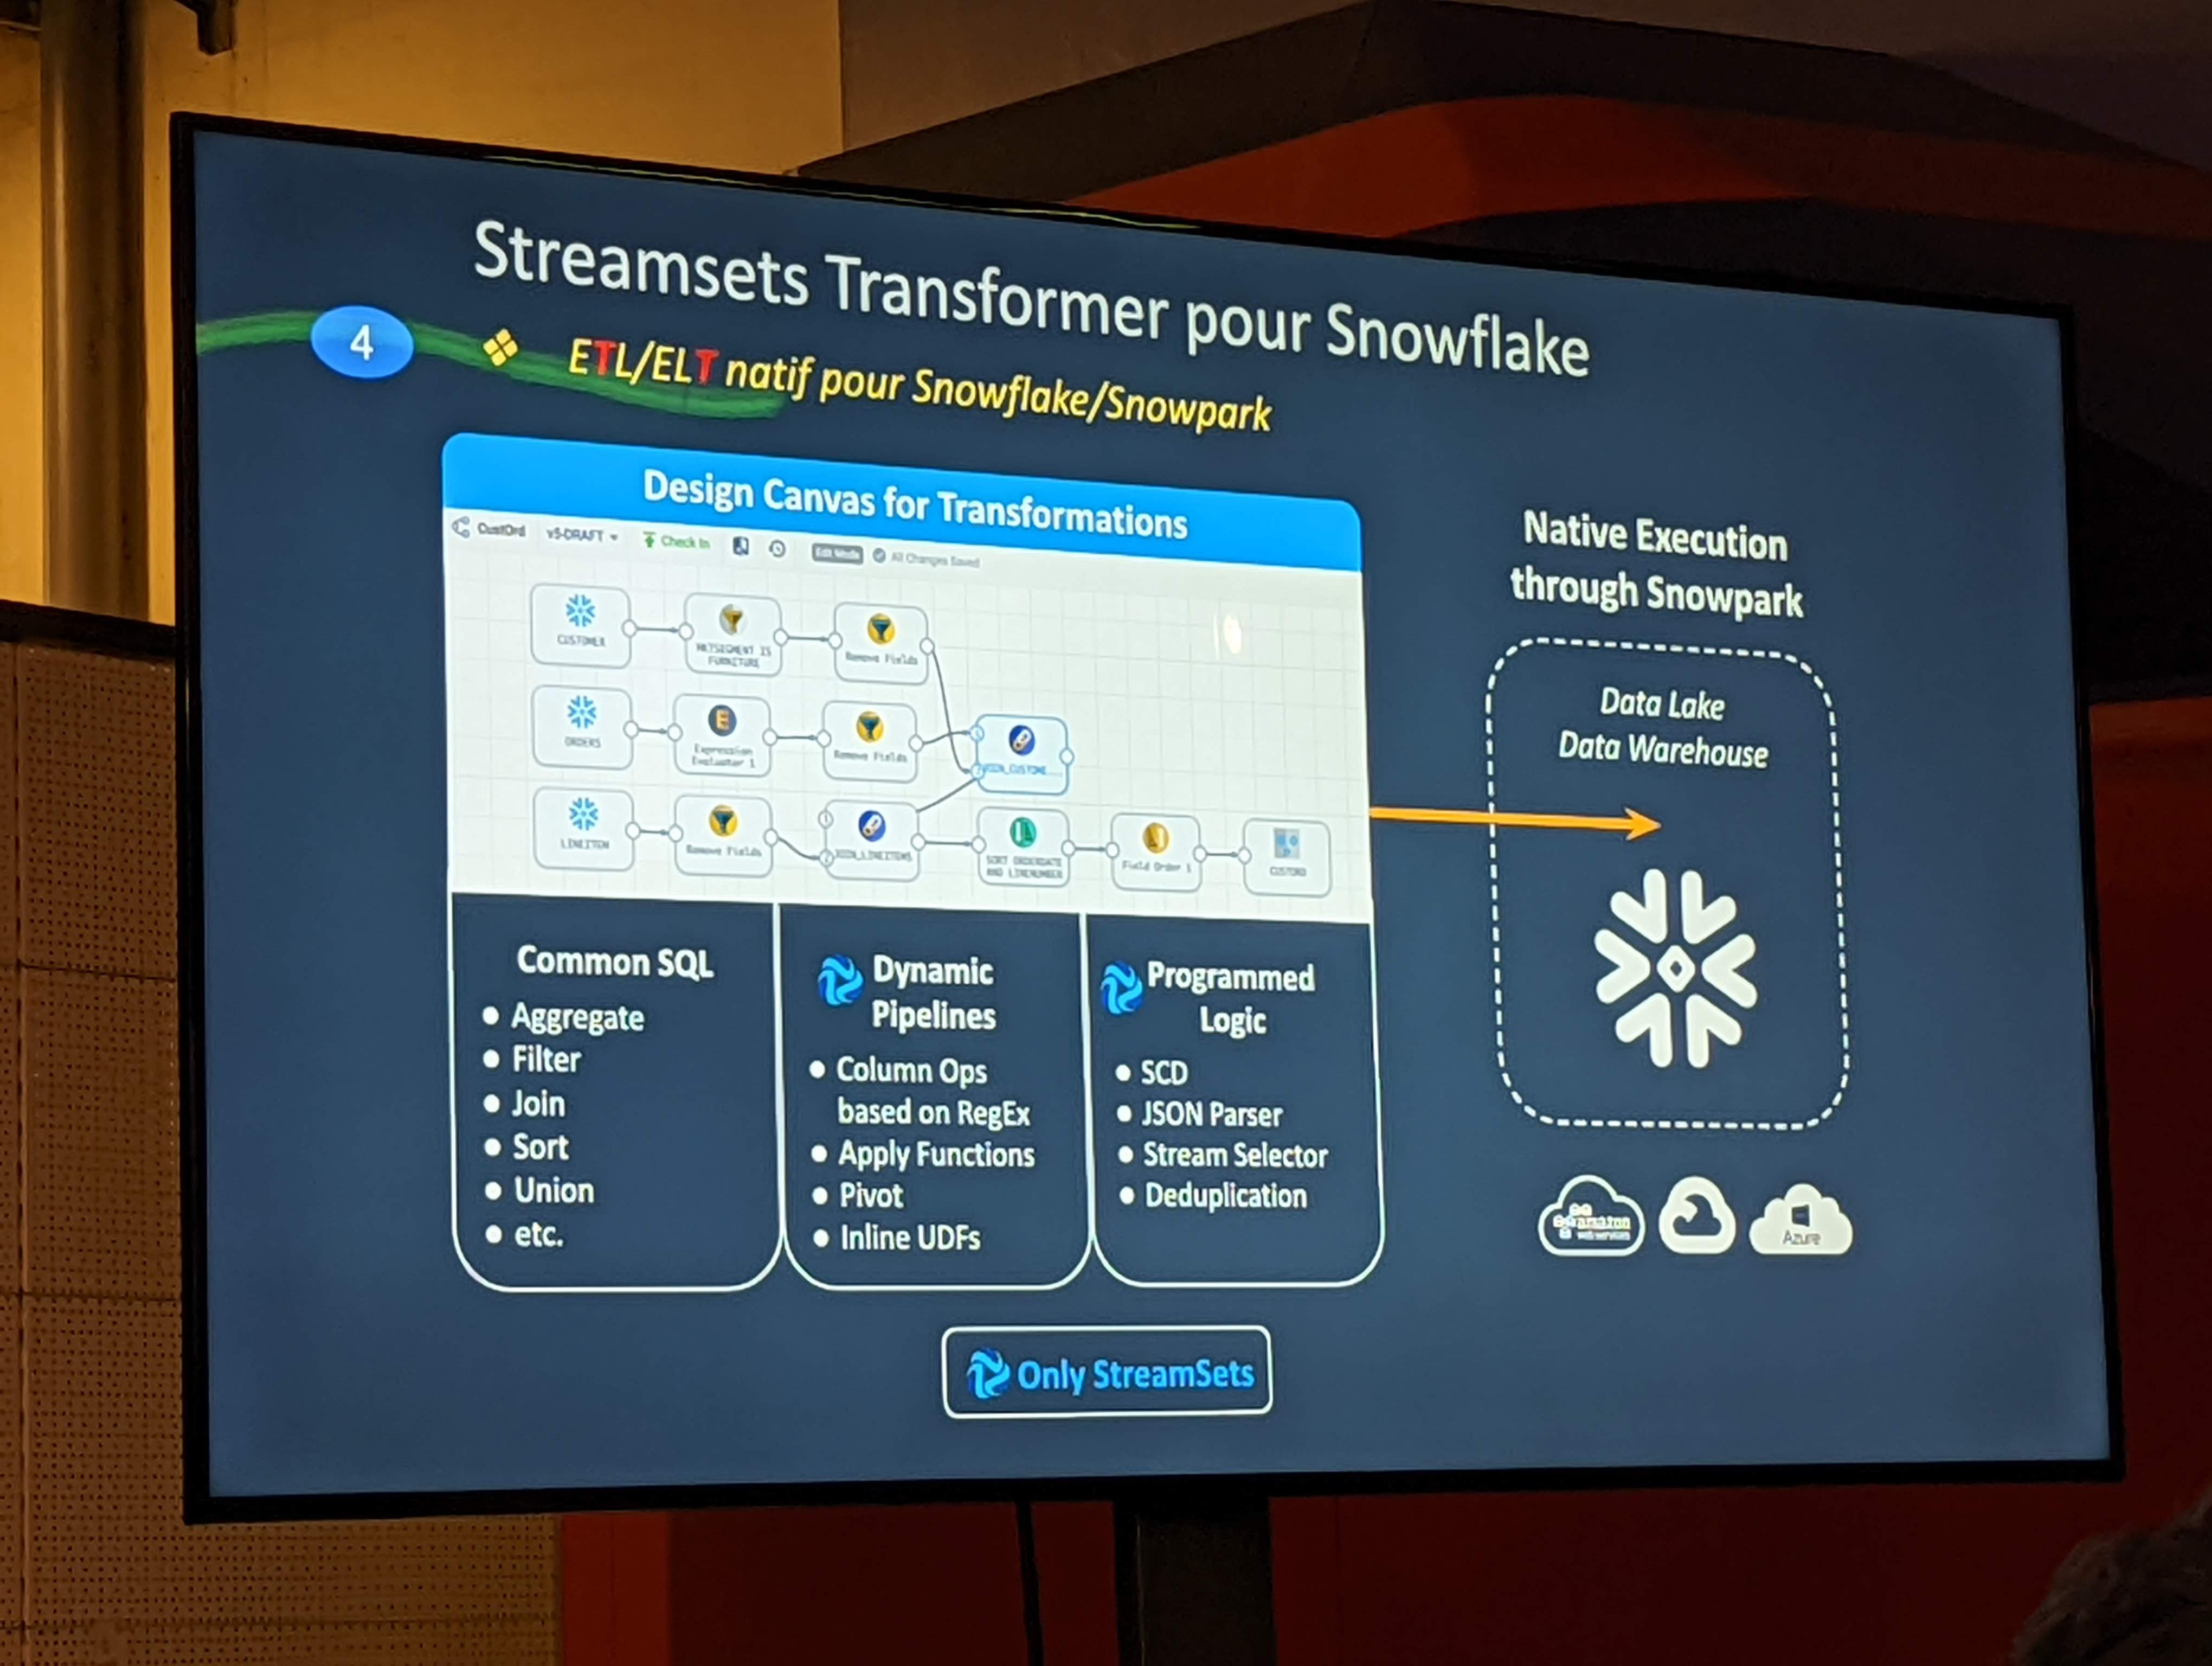 Streamsets Transformer pour Snowflake
4
ETL/ELT natif pour Snowflake/Snowpark
Design Canvas for Transformations
CustOrd v5-DRAFT Check In Edit Mode All Changes Saved
CUSTOMER
MKTSEGMENT IS
FURNITURE
Remove Fields
ORDERS
Expression
Evaluator 1
Remove Fields
JOIN_CUSTOME...
LINEITEM
Remove Fields
JOIN_LINEITEMS
SORT ORDERDATE
AND LINENUMBER
Field Order 1
CUSTORD
Common SQL
Aggregate
Filter
Join
Sort
Union
etc.
Dynamic
Pipelines
Column Ops
based on RegEx
Apply Functions
Pivot
Inline UDFs
Programmed
Logic
SCD
JSON Parser
Stream Selector
Deduplication
Native Execution
through Snowpark
Data Lake
Data Warehouse
amazon
web services
Azure
Only StreamSets